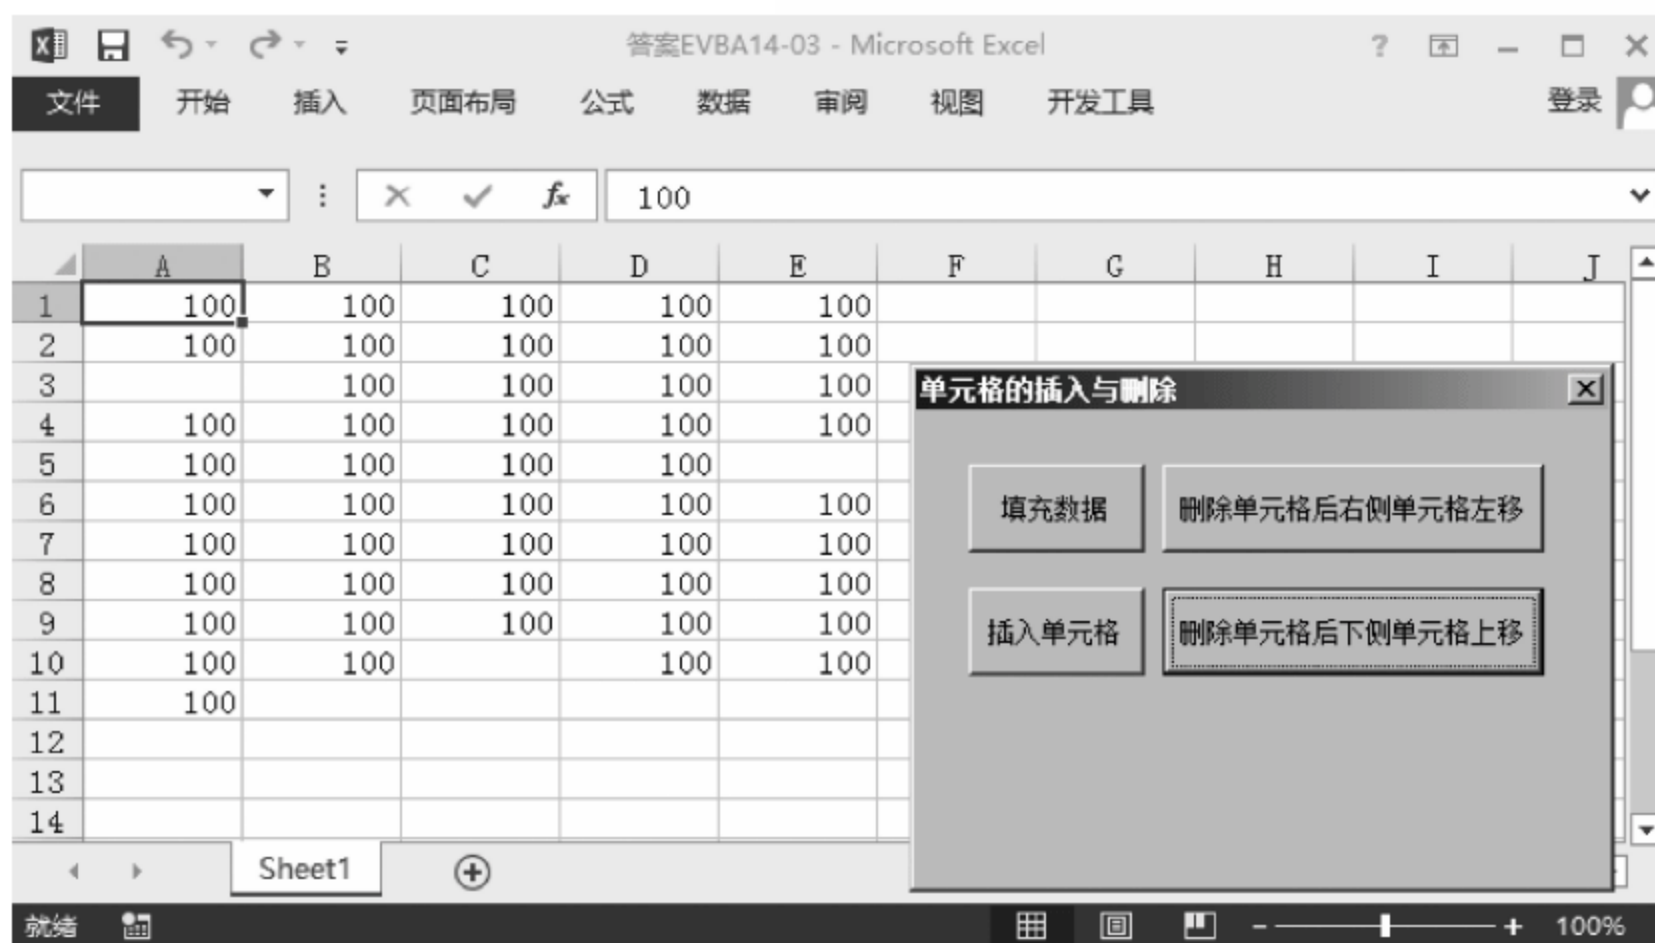 答案EVBA14-03 - Microsoft Excel
文件 开始 插入 页面布局 公式 数据 审阅 视图 开发工具 登录
fx 100
A B C D E F G H I J
1 100 100 100 100 100
2 100 100 100 100 100
3 100 100 100 100
4 100 100 100 100 100
5 100 100 100 100
6 100 100 100 100 100
7 100 100 100 100 100
8 100 100 100 100 100
9 100 100 100 100 100
10 100 100 100 100
11 100
12
13
14
单元格的插入与删除
填充数据 删除单元格后右侧单元格左移
插入单元格 删除单元格后下侧单元格上移
Sheet1
就绪 100%